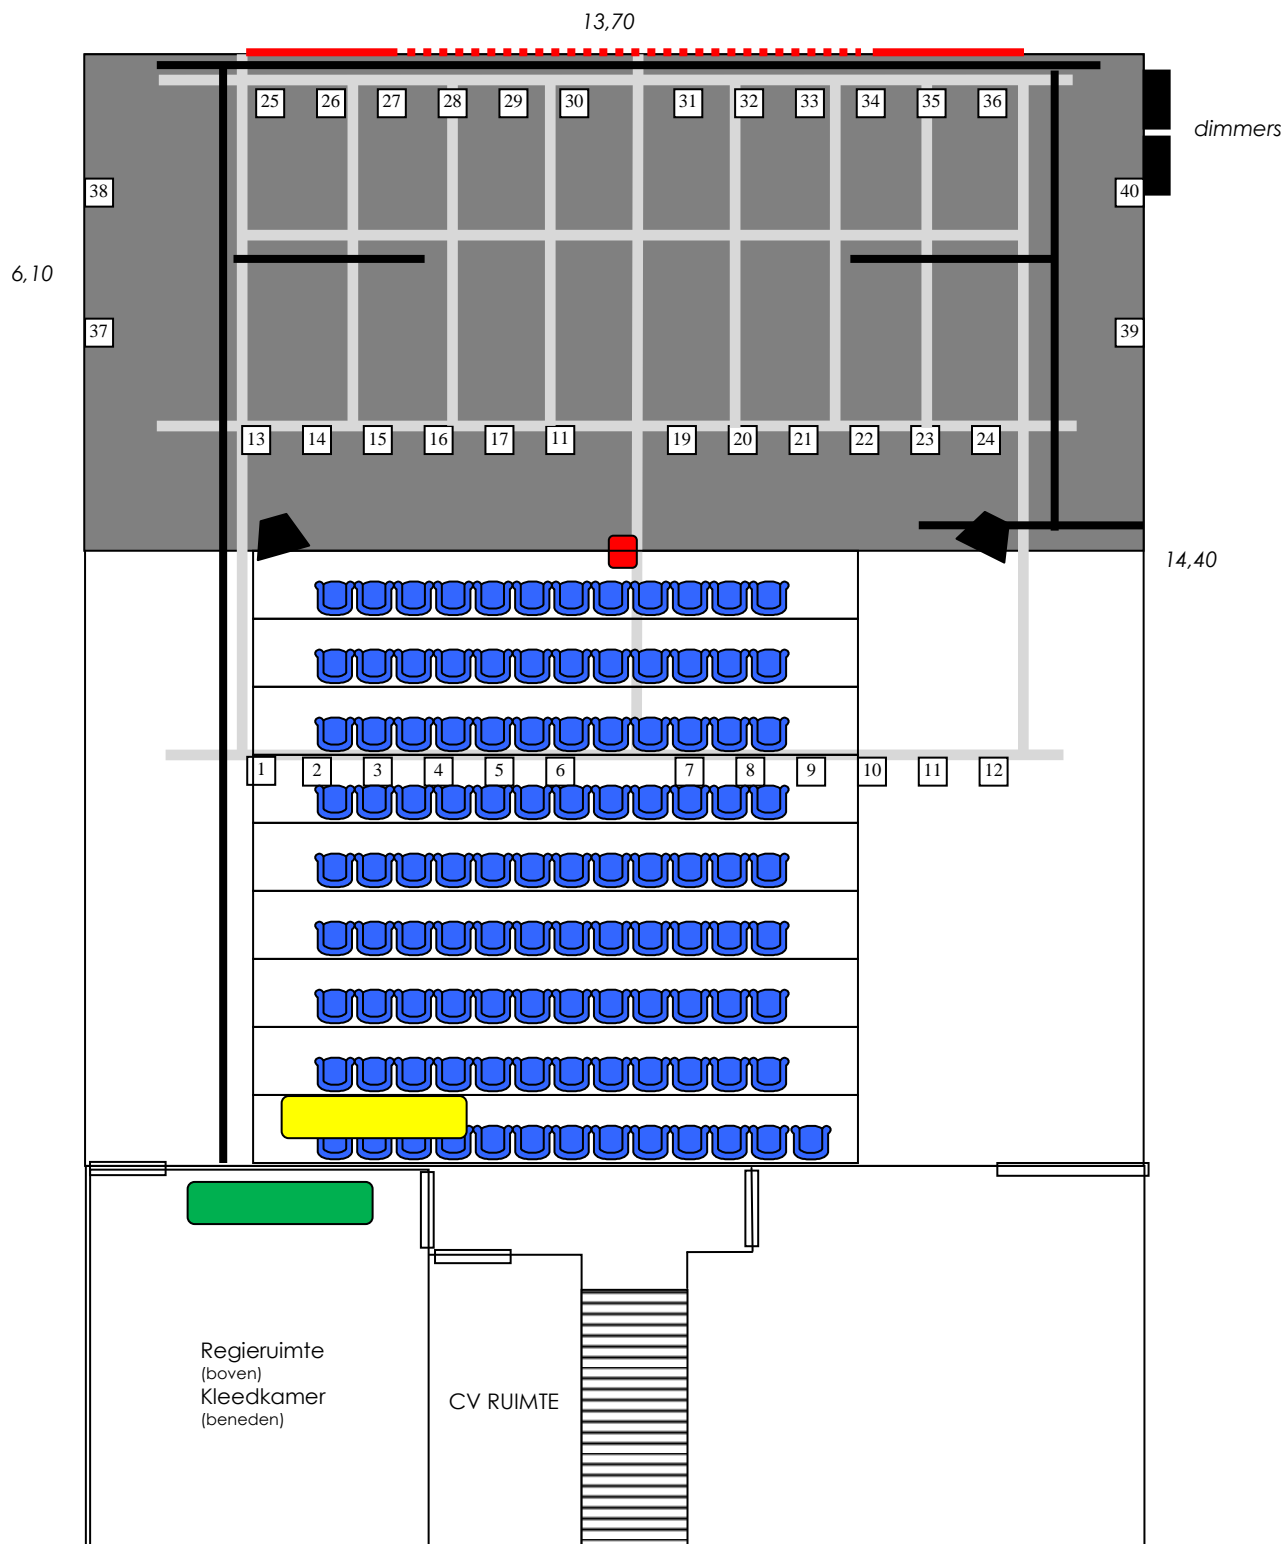 13,70
25 26 27 28 29 30 31 32 33 34 35 36
dimmers
38 40
6,10
37 39
13 14 15 16 17 11 19 20 21 22 23 24
14,40
1 2 3 4 5 6 7 8 9 10 11 12
Regieruimte
(boven)
Kleedkamer
(beneden)
CV RUIMTE